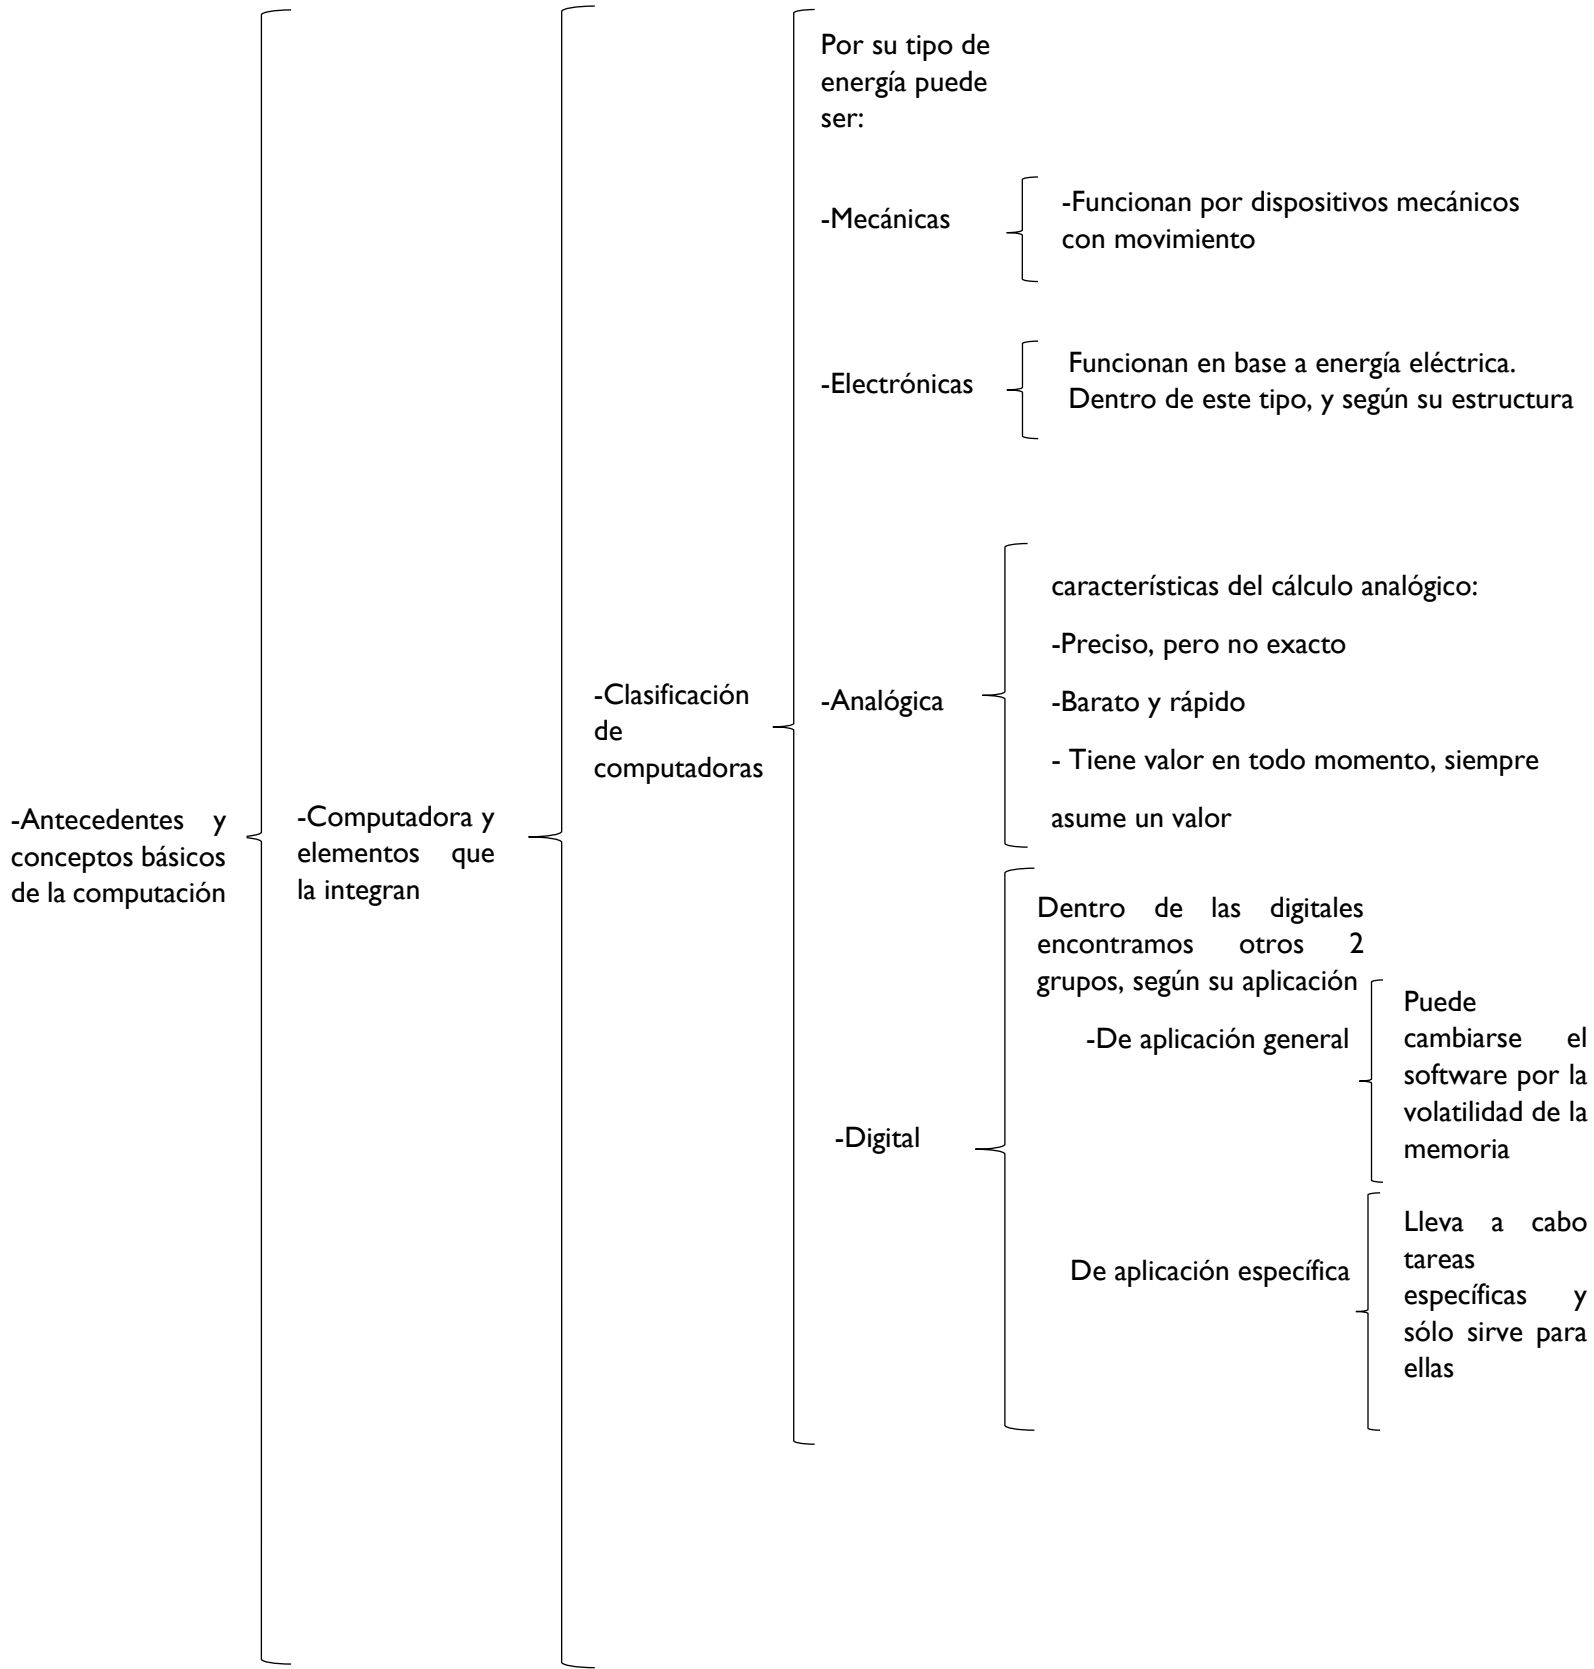 -Antecedentes y
conceptos básicos
de la computación
-Computadora y
elementos que
la integran
-Clasificación
de
computadoras
Por su tipo de
energía puede
ser:
-Mecánicas
-Funcionan por dispositivos mecánicos
con movimiento
-Electrónicas
Funcionan en base a energía eléctrica.
Dentro de este tipo, y según su estructura
-Analógica
características del cálculo analógico:
-Preciso, pero no exacto
-Barato y rápido
- Tiene valor en todo momento, siempre
asume un valor
-Digital
Dentro de las digitales
encontramos otros 2
grupos, según su aplicación
-De aplicación general
Puede
cambiarse el
software por la
volatilidad de la
memoria
De aplicación específica
Lleva a cabo
tareas
específicas y
sólo sirve para
ellas